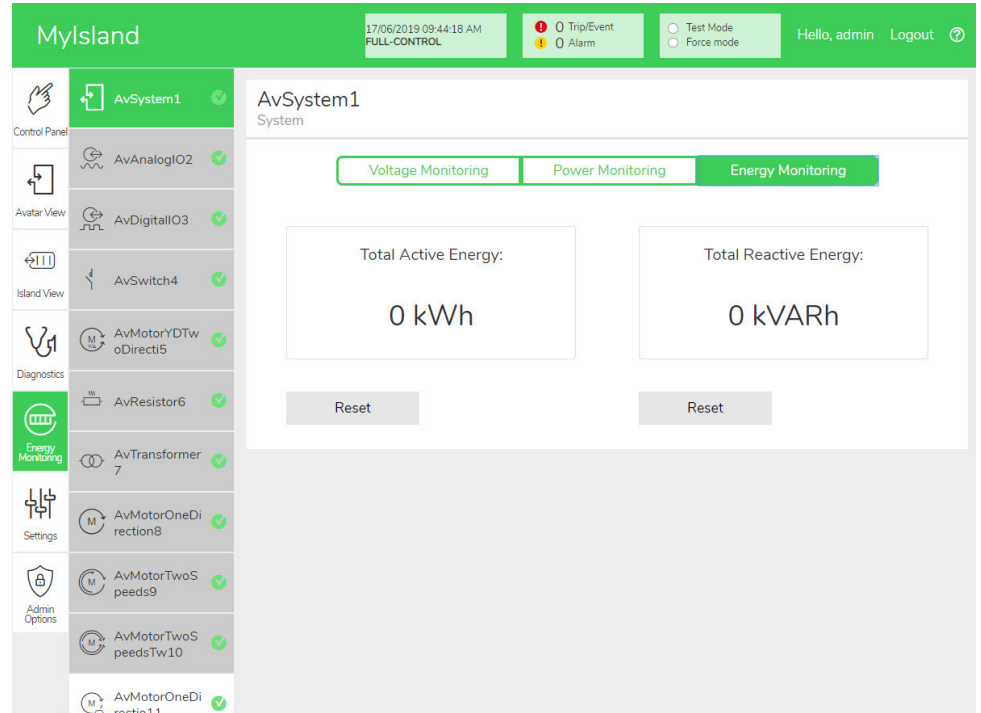 MyIsland
17/06/2019 09:44:18 AM
FULL-CONTROL
0 Trip/Event
0 Alarm
Test Mode
Force mode
Hello, admin
Logout
Control Panel
Avatar View
Island View
Diagnostics
Energy
Monitoring
Settings
Admin
Options
AvSystem1
AvAnalogIO2
AvDigitalIO3
AvSwitch4
AvMotorYDTw
oDirecti5
AvResistor6
AvTransformer
7
AvMotorOneDi
rection8
AvMotorTwoS
peeds9
AvMotorTwoS
peedsTw10
AvMotorOneDi
rectio11
AvSystem1
System
Voltage Monitoring
Power Monitoring
Energy Monitoring
Total Active Energy:
0 kWh
Reset
Total Reactive Energy:
0 kVARh
Reset